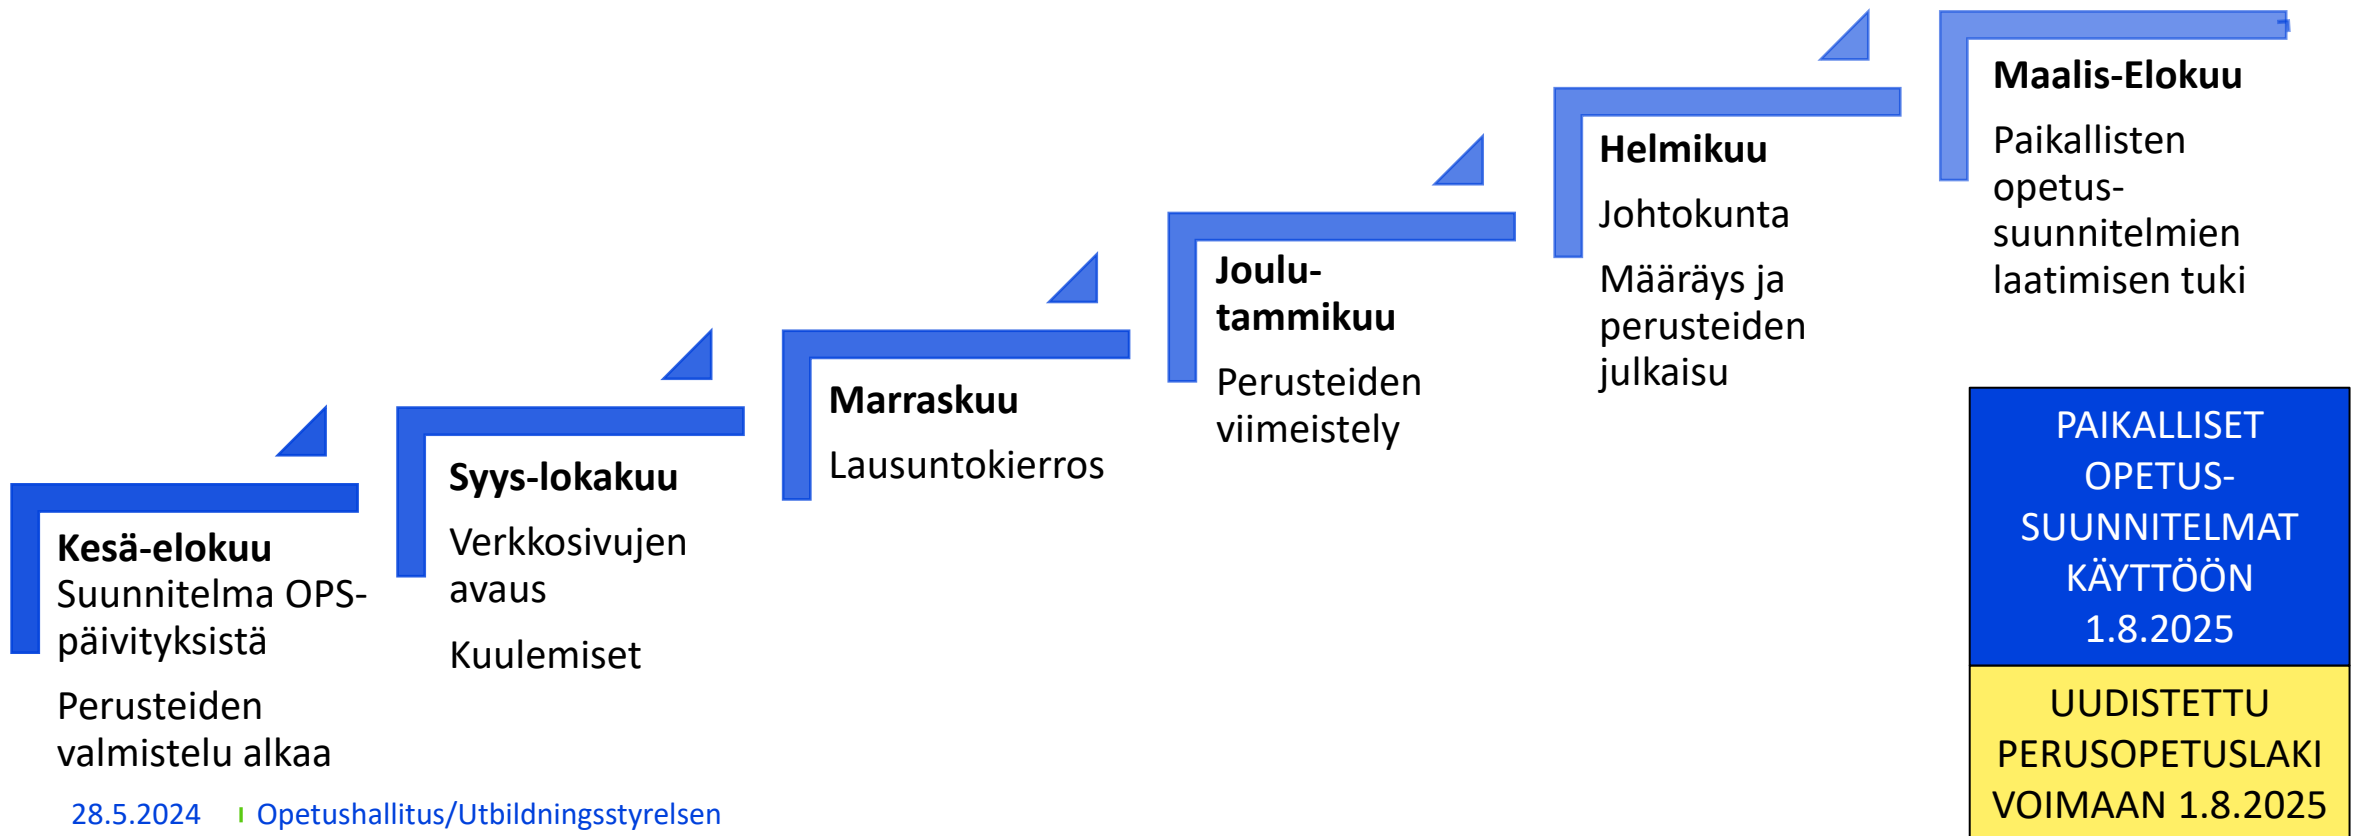 Kesä-elokuu
Suunnitelma OPS-
päivityksistä
Perusteiden
valmistelu alkaa
Syys-lokakuu
Verkkosivujen
avaus
Kuulemiset
Marraskuu
Lausuntokierros
Joulu-
tammikuu
Perusteiden
viimeistely
Helmikuu
Johtokunta
Määräys ja
perusteiden
julkaisu
Maalis-Elokuu
Paikallisten
opetus-
suunnitelmien
laatimisen tuki
PAIKALLISET
OPETUS-
SUUNNITELMAT
KÄYTTÖÖN
1.8.2025
UUDISTETTU
PERUSOPETUSLAKI
VOIMAAN 1.8.2025
28.5.2024 Opetushallitus/Utbildningsstyrelsen